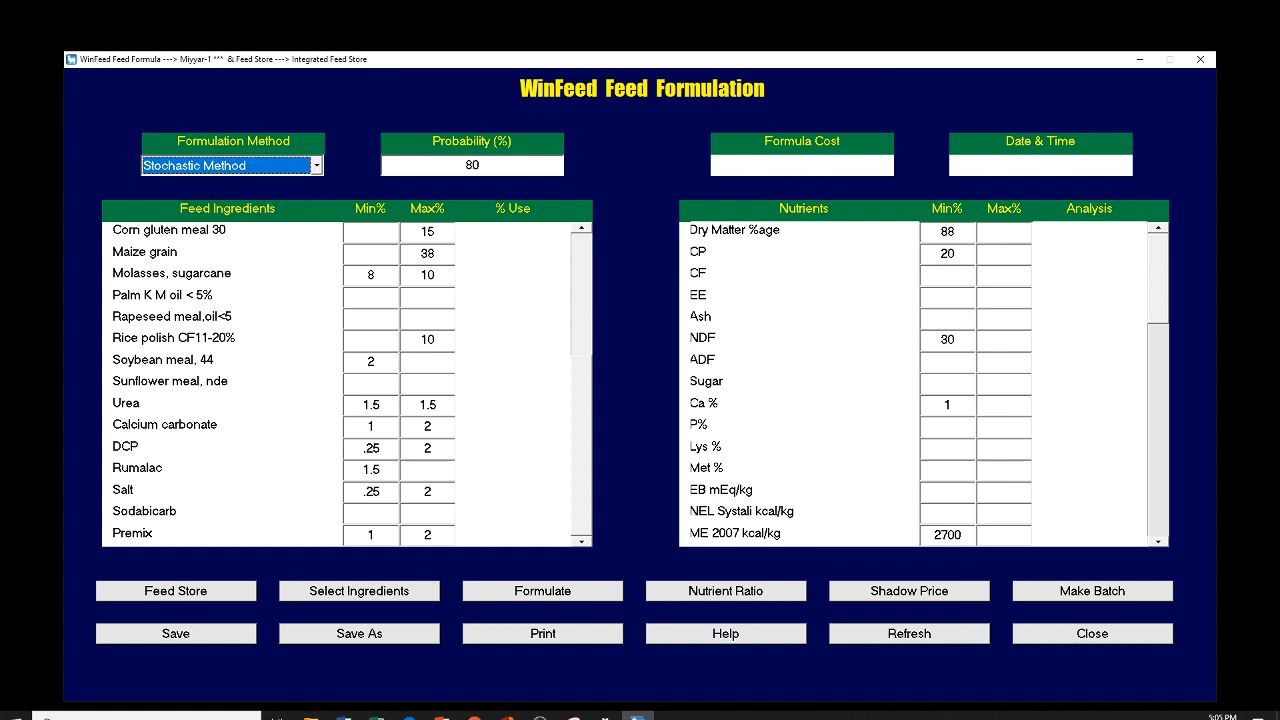 WinFeed Feed Formula ---> Miyyar-1 *** & Feed Store ---> Integrated Feed Store
WinFeed Feed Formulation
Formulation Method Probability (%) Formula Cost Date & Time
Stochastic Method 80
Feed Ingredients Min% Max% % Use Nutrients Min% Max% Analysis
Corn gluten meal 30 15 Dry Matter %age 88
Maize grain 38 CP 20
Molasses, sugarcane 8 10 CF
Palm K M oil < 5% EE
Rapeseed meal,oil<5 Ash
Rice polish CF11-20% 10 NDF 30
Soybean meal, 44 2 ADF
Sunflower meal, nde Sugar
Urea 1.5 1.5 Ca % 1
Calcium carbonate 1 2 P%
DCP .25 2 Lys %
Rumalac 1.5 Met %
Salt .25 2 EB mEq/kg
Sodabicarb NEL Systali kcal/kg
Premix 1 2 ME 2007 kcal/kg 2700
Feed Store Select Ingredients Formulate Nutrient Ratio Shadow Price Make Batch
Save Save As Print Help Refresh Close
5:05 PM